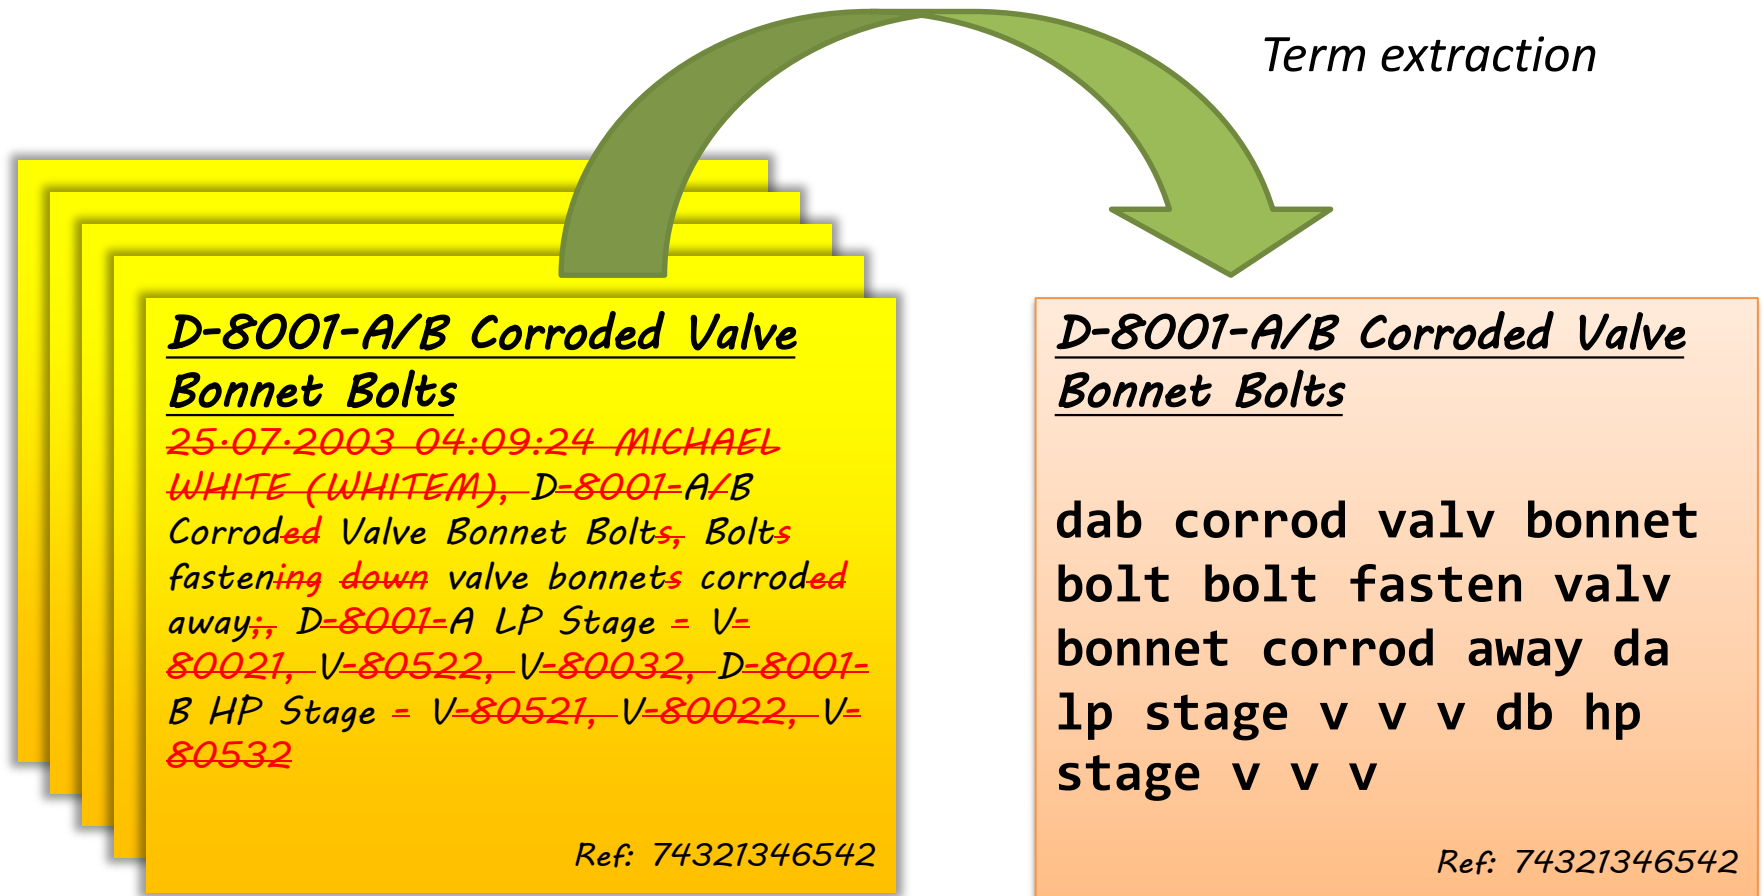 Term extraction
D-8001-A/B Corroded Valve
Bonnet Bolts
25.07.2003 04:09:24 MICHAEL
WHITE (WHITEM), D-8001-A/B
Corroded Valve Bonnet Bolts, Bolts
fastening down valve bonnets corroded
away;, D-8001-A LP Stage = V-
80021, V-80522, V-80032, D-8001-
B HP Stage = V-80521, V-80022, V-
80532
Ref: 74321346542
D-8001-A/B Corroded Valve
Bonnet Bolts
dab corrod valv bonnet
bolt bolt fasten valv
bonnet corrod away da
lp stage v v v db hp
stage v v v
Ref: 74321346542